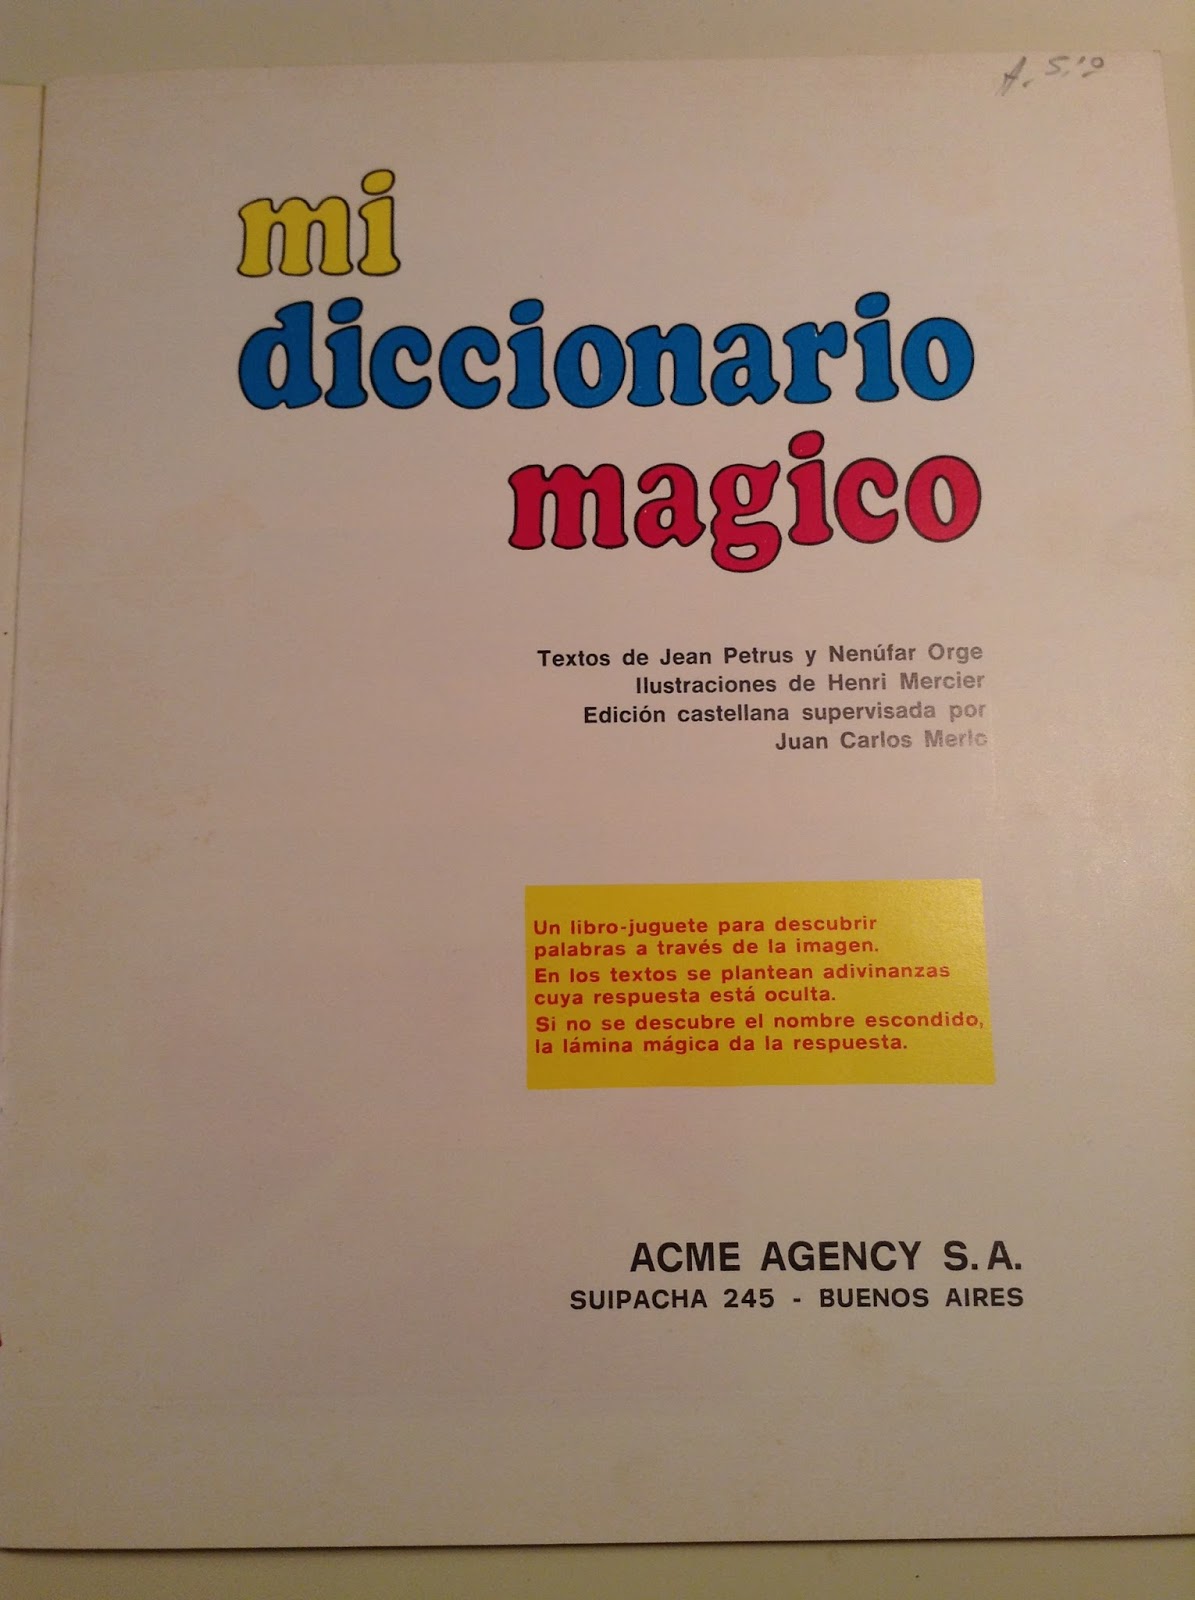 mi
diccionario
magico
Textos de Jean Petrus y Nenúfar Orge
Ilustraciones de Henri Mercier
Edición castellana supervisada por
Juan Carlos Merlo
Un libro-juguete para descubrir
palabras a través de la imagen.
En los textos se plantean adivinanzas
cuya respuesta está oculta.
Si no se descubre el nombre escondido,
la lámina mágica da la respuesta.
ACME AGENCY S.A.
SUIPACHA 245 - BUENOS AIRES